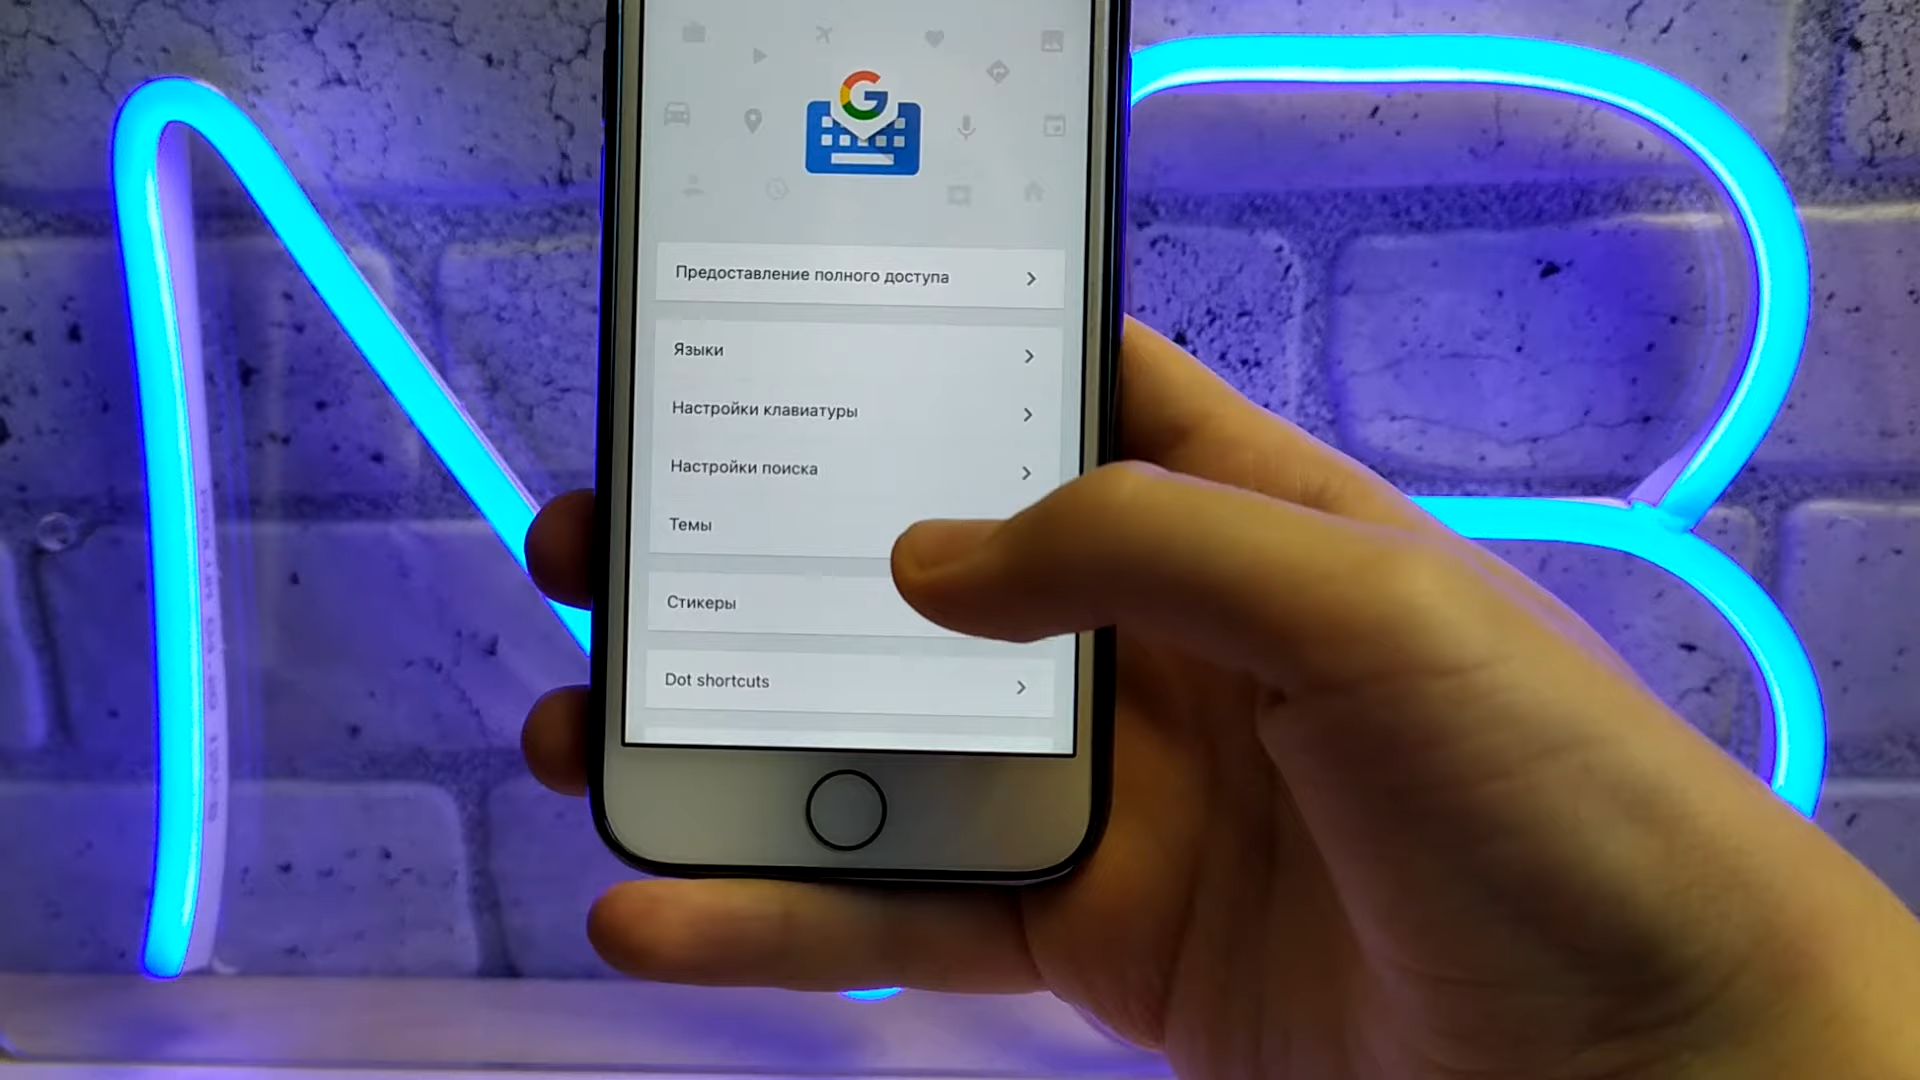 G
Предоставление полного доступа
Языки
Настройки клавиатуры
Настройки поиска
Темы
Стикеры
Dot shortcuts